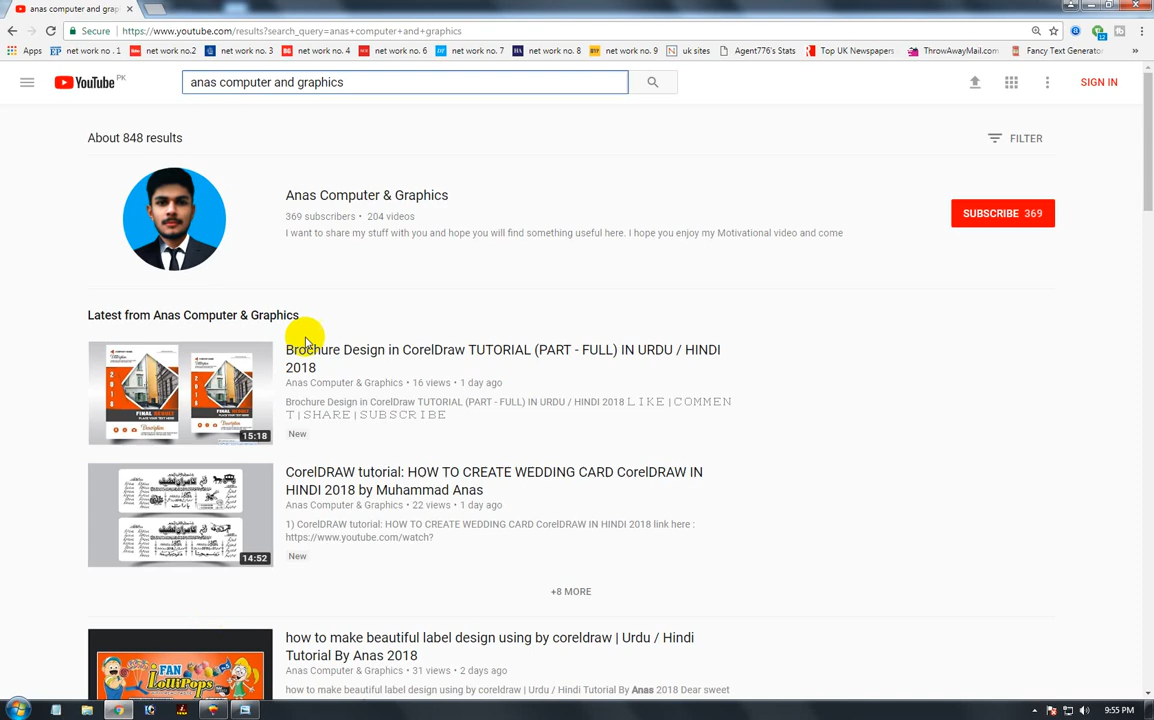 anas computer and grap
Secure https://www.youtube.com/results?search_query=anas+computer+and+graphics
Apps net work no . 1 net work no.2 net work no. 3 net work no. 4 net work no. 6 net work no. 7 net work no. 8 net work no. 9 uk sites Agent776's Stats Top UK Newspapers ThrowAwayMail.com Fancy Text Generator »
YouTube PK anas computer and graphics SIGN IN
About 848 results FILTER
Anas Computer & Graphics
369 subscribers • 204 videos
SUBSCRIBE 369
I want to share my stuff with you and hope you will find something useful here. I hope you enjoy my Motivational video and come
Latest from Anas Computer & Graphics
Brochure Design in CorelDraw TUTORIAL (PART - FULL) IN URDU / HINDI
2018
Anas Computer & Graphics • 16 views • 1 day ago
Brochure Design in CorelDraw TUTORIAL (PART - FULL) IN URDU / HINDI 2018 L I K E | C O M M E N
T | S H A R E | S U B S C R I B E
New
2018
FINAL RESULT
FINAL RESULT
15:18
CorelDRAW tutorial: HOW TO CREATE WEDDING CARD CorelDRAW IN
HINDI 2018 by Muhammad Anas
Anas Computer & Graphics • 22 views • 1 day ago
1) CorelDRAW tutorial: HOW TO CREATE WEDDING CARD CorelDRAW IN HINDI 2018 link here :
https://www.youtube.com/watch?
New
14:52
+8 MORE
how to make beautiful label design using by coreldraw | Urdu / Hindi
Tutorial By Anas 2018
Anas Computer & Graphics • 31 views • 2 days ago
how to make beautiful label design using by coreldraw | Urdu / Hindi Tutorial By Anas 2018 Dear sweet
FAN
LolliPops
9:55 PM